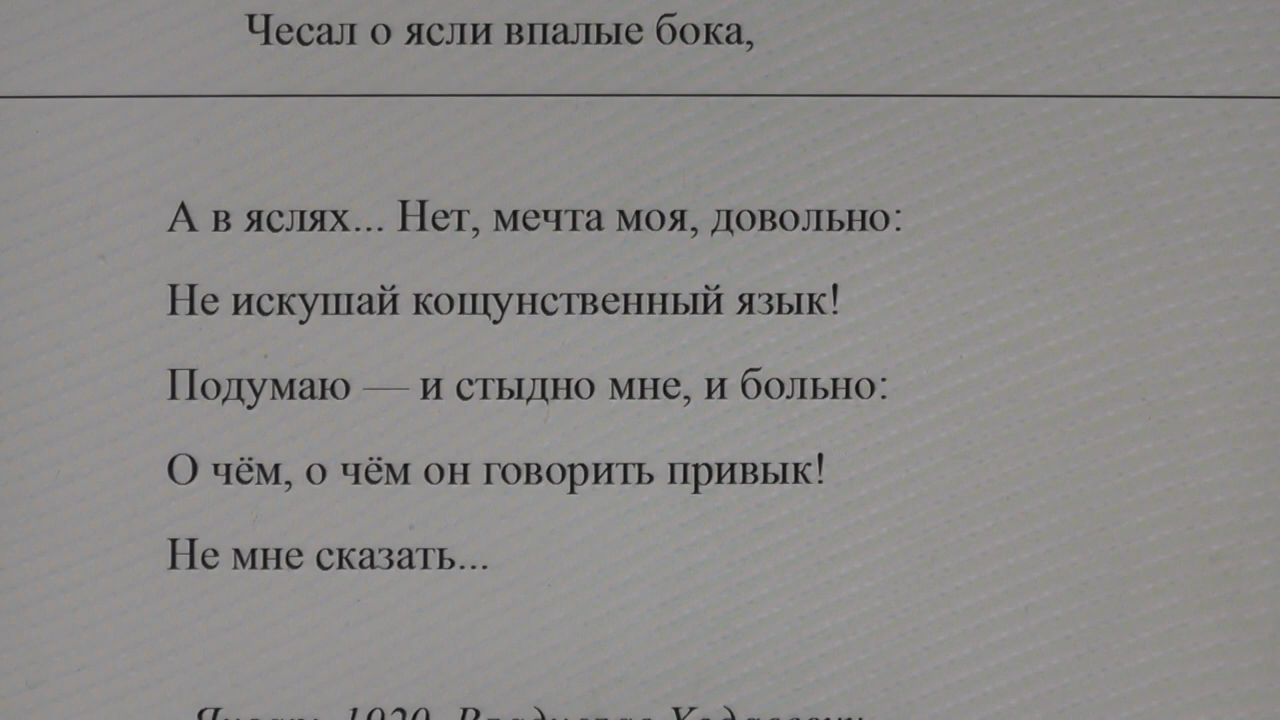 Чесал о ясли впалые бока,
А в яслях... Нет, мечта моя, довольно:
Не искушай кощунственный язык!
Подумаю — и стыдно мне, и больно:
О чём, о чём он говорить привык!
Не мне сказать...
1920